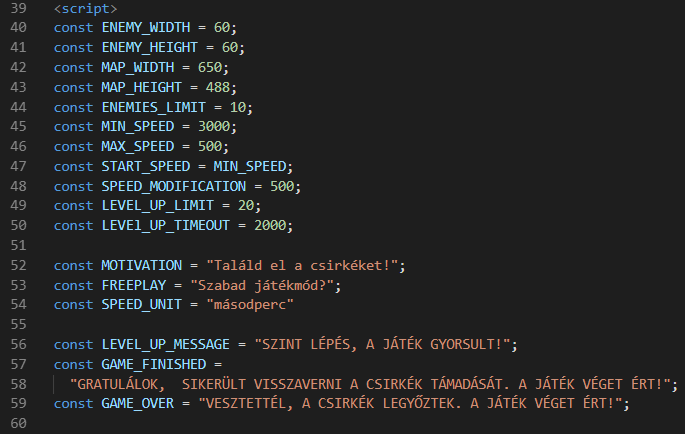 39 <script>
40 const ENEMY_WIDTH = 60;
41 const ENEMY_HEIGHT = 60;
42 const MAP_WIDTH = 650;
43 const MAP_HEIGHT = 488;
44 const ENEMIES_LIMIT = 10;
45 const MIN_SPEED = 3000;
46 const MAX_SPEED = 500;
47 const START_SPEED = MIN_SPEED;
48 const SPEED_MODIFICATION = 500;
49 const LEVEL_UP_LIMIT = 20;
50 const LEVEl_UP_TIMEOUT = 2000;
51
52 const MOTIVATION = "Találd el a csirkéket!";
53 const FREEPLAY = "Szabad játékmód?";
54 const SPEED_UNIT = "másodperc"
55
56 const LEVEL_UP_MESSAGE = "SZINT LÉPÉS, A JÁTÉK GYORSULT!";
57 const GAME_FINISHED =
58 "GRATULÁLOK,  SIKERÜLT VISSZAVERNI A CSIRKÉK TÁMADÁSÁT. A JÁTÉK VÉGET ÉRT!";
59 const GAME_OVER = "VESZTETTÉL, A CSIRKÉK LEGYŐZTEK. A JÁTÉK VÉGET ÉRT!";
60